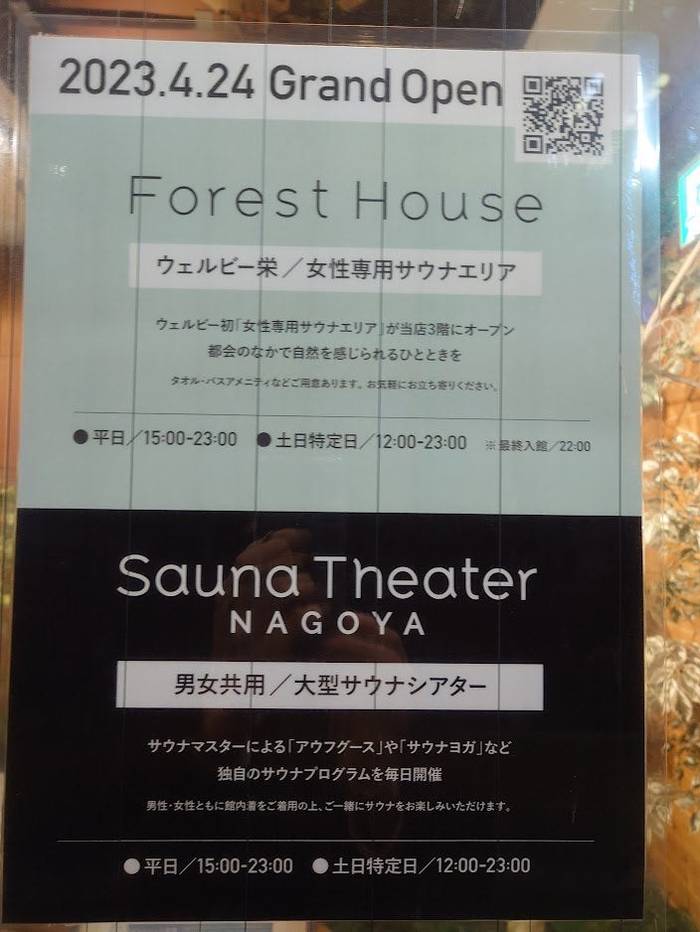 2023.4.24 Grand Open
Forest House
ウェルビー栄／女性専用サウナエリア
ウェルビー初「女性専用サウナエリア」が当店3階にオープン
都会のなかで自然を感じられるひとときを
タオル・バスアメニティなどご用意あります。お気軽にお立ち寄りください。
●平日／15:00-23:00 ●土日特定日／12:00-23:00 ※最終入館／22:00
Sauna Theater
NAGOYA
男女共用／大型サウナシアター
サウナマスターによる「アウフグース」や「サウナヨガ」など
独自のサウナプログラムを毎日開催
男性・女性ともに館内着をご着用の上、ご一緒にサウナをお楽しみいただけます。
●平日／15:00-23:00 ●土日特定日／12:00-23:00